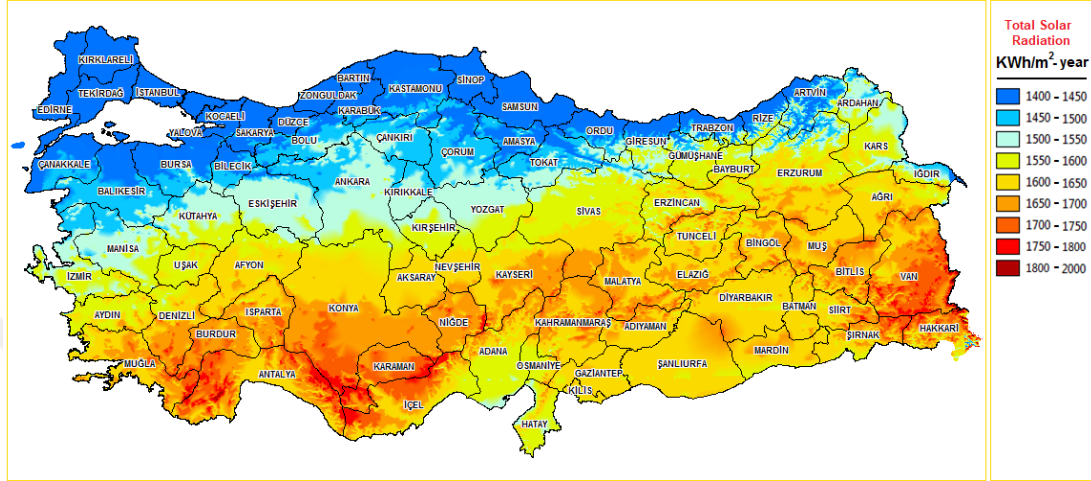 Total Solar
Radiation
KWh/m²-year
1400 - 1450
1450 - 1500
1500 - 1550
1550 - 1600
1600 - 1650
1650 - 1700
1700 - 1750
1750 - 1800
1800 - 2000
KIRKLARELİ
TEKİRDAĞ
İSTANBUL
EDİRNE
KOCAELİ
YALOVA
SAKARYA
DÜZCE
ZONGULDAK
BARTIN
KARABÜK
KASTAMONU
SİNOP
SAMSUN
ORDU
GİRESUN
TRABZON
RİZE
ARTVİN
ARDAHAN
KARS
IĞDIR
ÇANAKKALE
BURSA
BİLECİK
BOLU
ÇANKIRI
ÇORUM
AMASYA
TOKAT
GÜMÜŞHANE
BAYBURT
ERZURUM
AĞRI
BALIKESİR
KÜTAHYA
ESKİŞEHİR
ANKARA
KIRIKKALE
YOZGAT
SİVAS
ERZİNCAN
TUNCELİ
BİNGÖL
MUŞ
MANİSA
UŞAK
AFYON
KIRŞEHİR
NEVŞEHİR
AKSARAY
KAYSERİ
MALATYA
ELAZIĞ
DİYARBAKIR
BATMAN
BİTLİS
VAN
SİİRT
İZMİR
AYDIN
DENİZLİ
BURDUR
ISPARTA
KONYA
NİĞDE
KAHRAMANMARAŞ
ADIYAMAN
ŞIRNAK
HAKKARİ
MUĞLA
ANTALYA
KARAMAN
İÇEL
ADANA
OSMANİYE
GAZİANTEP
KİLİS
ŞANLIURFA
MARDİN
HATAY